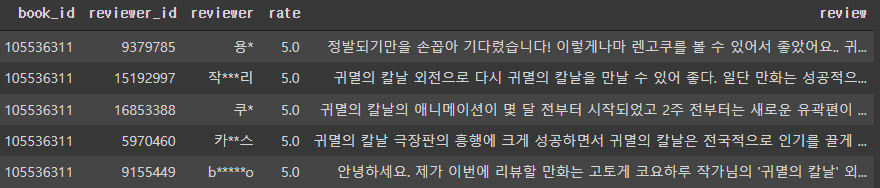 book_id reviewer_id reviewer rate review
105536311 9379785 용* 5.0 정발되기만을 손꼽아 기다렸습니다! 이렇게나마 렌고쿠를 볼 수 있어서 좋았어요.. 귀...
105536311 15192997 작***리 5.0 귀멸의 칼날 외전으로 다시 귀멸의 칼날을 만날 수 있어 좋다. 일단 만화는 성공적으...
105536311 16853388 쿠* 5.0 귀멸의 칼날의 애니메이션이 몇 달 전부터 시작되었고 2주 전부터는 새로운 유곽편이 ...
105536311 5970460 카**스 5.0 귀멸의 칼날 극장판의 흥행에 크게 성공하면서 귀멸의 칼날은 전국적으로 인기를 끌게 ...
105536311 9155449 b*****o 5.0 안녕하세요. 제가 이번에 리뷰할 만화는 고토게 코요하루 작가님의 '귀멸의 칼날' 외...